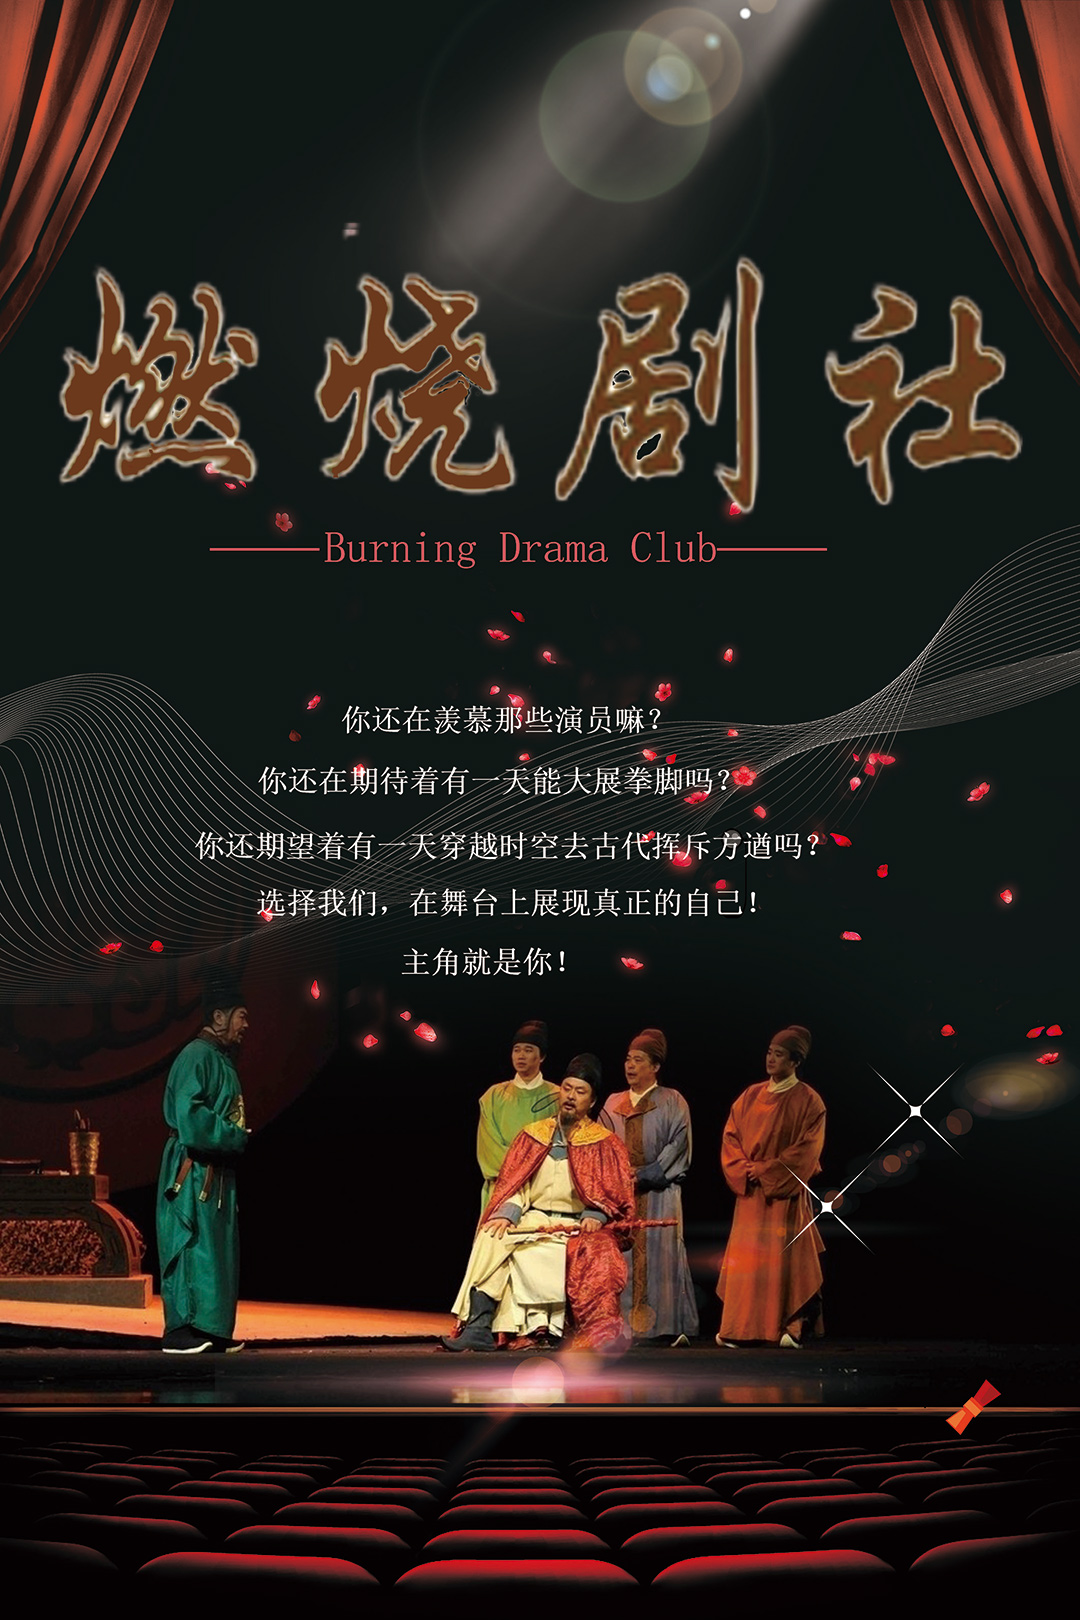 燃烧剧社
Burning Drama Club
你还在羡慕那些演员嘛？
你还在期待着有一天能大展拳脚吗？
你还期望着有一天穿越时空去古代挥斥方遒吗？
选择我们，在舞台上展现真正的自己！
主角就是你！